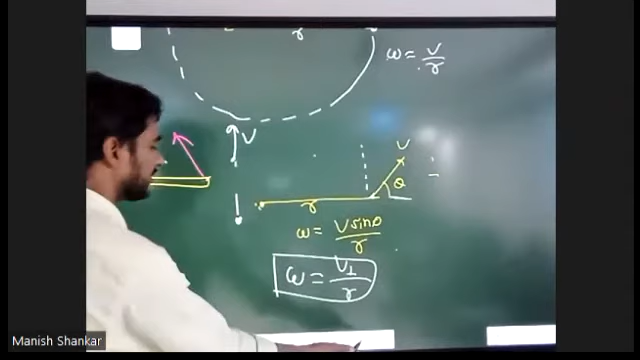 r
ω = v/r
V
V
θ
r
ω = V sinθ/r
ω = V⊥/r
Manish Shankar